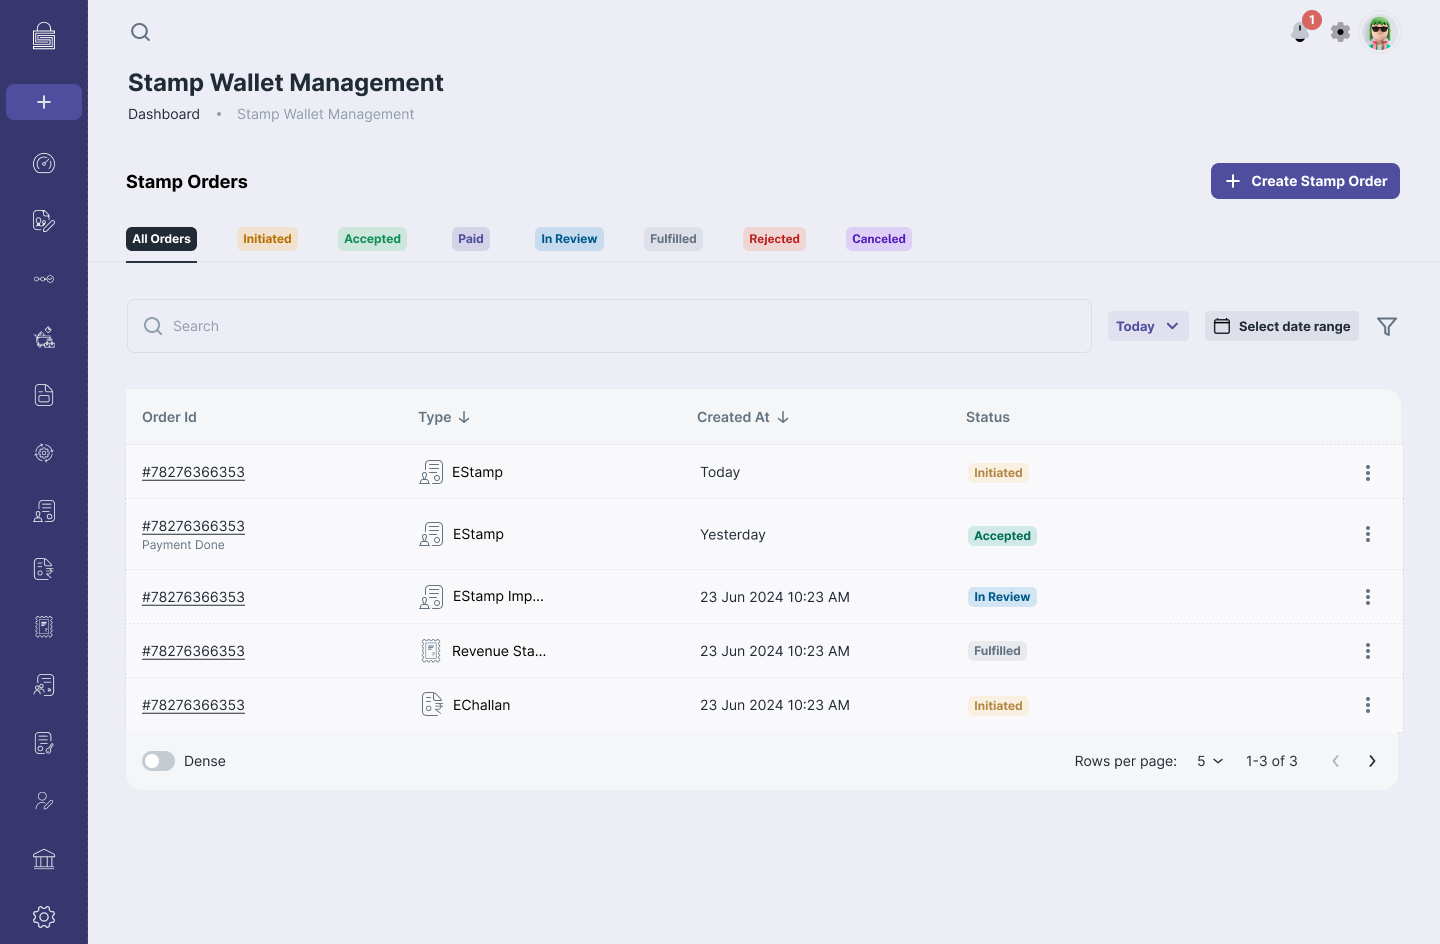 1
Stamp Wallet Management
Dashboard • Stamp Wallet Management
Stamp Orders
Create Stamp Order
All Orders Initiated Accepted Paid In Review Fulfilled Rejected Canceled
Search Today Select date range
Order Id Type Created At Status
#78276366353 EStamp Today Initiated
#78276366353 EStamp Yesterday Accepted
Payment Done
#78276366353 EStamp Imp... 23 Jun 2024 10:23 AM In Review
#78276366353 Revenue Sta... 23 Jun 2024 10:23 AM Fulfilled
#78276366353 EChallan 23 Jun 2024 10:23 AM Initiated
Dense Rows per page: 5 1-3 of 3